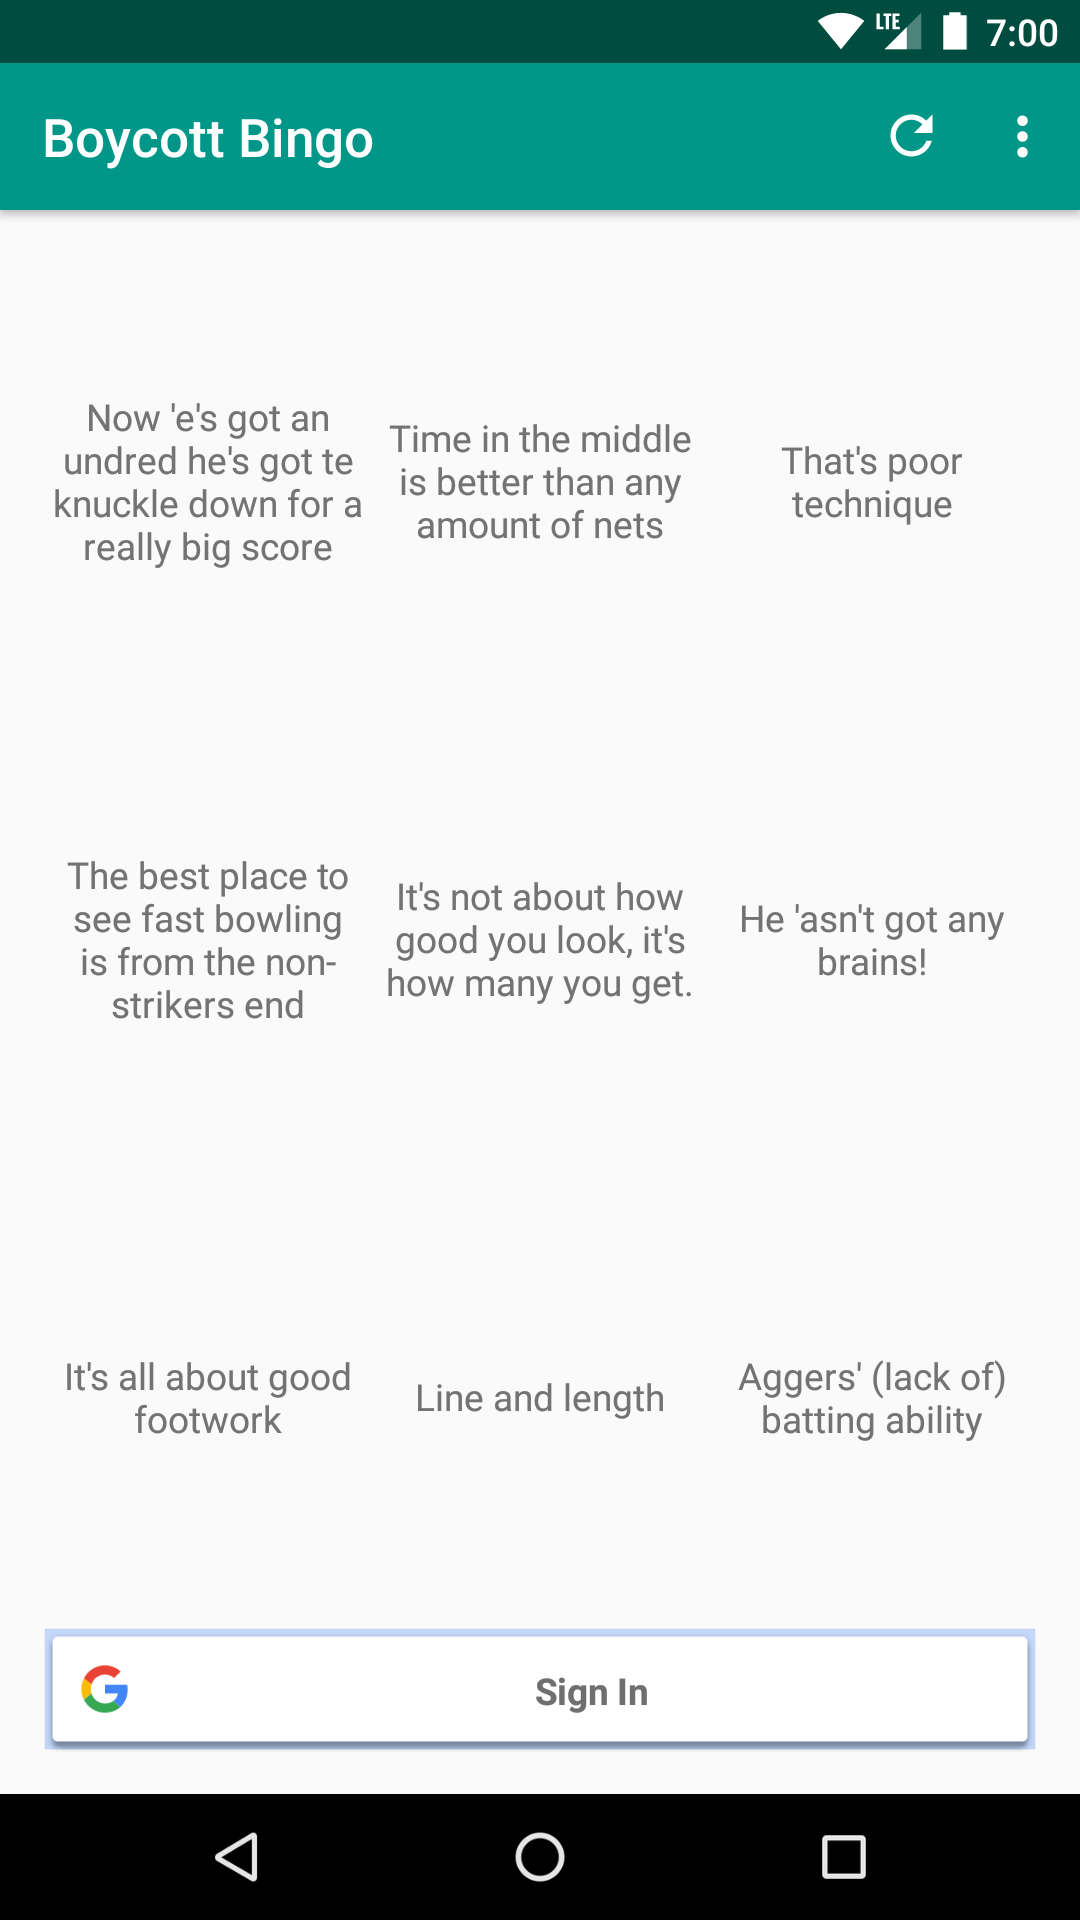 LTE 7:00
Boycott Bingo
Now 'e's got an
undred he's got te
knuckle down for a
really big score
Time in the middle
is better than any
amount of nets
That's poor
technique
The best place to
see fast bowling
is from the non-
strikers end
It's not about how
good you look, it's
how many you get.
He 'asn't got any
brains!
It's all about good
footwork
Line and length
Aggers' (lack of)
batting ability
Sign In